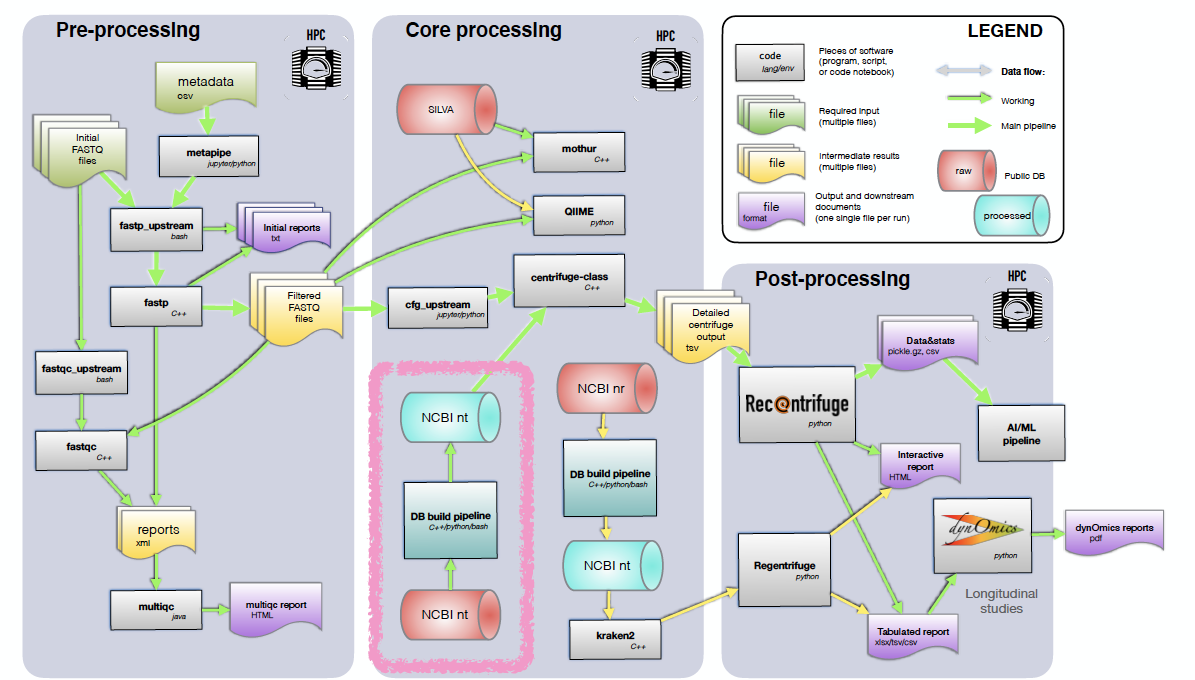 Pre-processing
HPC
metadata
csv
Initial
FASTQ
files
metapipe
jupyter/python
fastp_upstream
bash
Initial reports
txt
fastp
C++
Filtered
FASTQ
files
fastqc_upstream
bash
fastqc
C++
reports
xml
multiqc
java
multiqc report
HTML
Core processing
HPC
SILVA
mothur
C++
QIIME
python
centrifuge-class
C++
cfg_upstream
jupyter/python
Detailed
centrifuge
output
tsv
NCBI nt
DB build pipeline
C++/python/bash
NCBI nt
NCBI nr
DB build pipeline
C++/python/bash
NCBI nt
kraken2
C++
LEGEND
code
lang/env
Pieces of software
(program, script,
or code notebook)
file
Required input
(multiple files)
file
Intermediate results
(multiple files)
file
format
Output and downstream
documents
(one single file per run)
Data flow:
Working
Main pipeline
raw
Public DB
processed
Post-processing
HPC
Data&stats
pickle.gz, csv
Rec@ntrifuge
python
AI/ML
pipeline
Interactive
report
HTML
Regentrifuge
python
dynOmics
python
dynOmics reports
pdf
Longitudinal
studies
Tabulated report
xlsx/tsv/csv